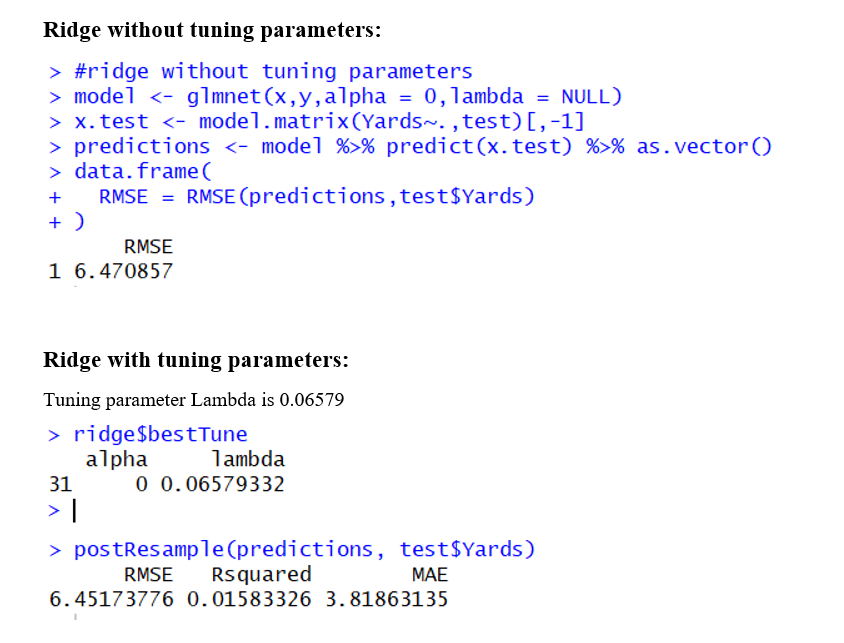 Ridge without tuning parameters:
> #ridge without tuning parameters
> model <- glmnet(x,y,alpha = 0,lambda = NULL)
> x.test <- model.matrix(Yards~.,test)[,-1]
> predictions <- model %>% predict(x.test) %>% as.vector()
> data.frame(
+   RMSE = RMSE(predictions,test$Yards)
+ )
      RMSE
1 6.470857
Ridge with tuning parameters:
Tuning parameter Lambda is 0.06579
> ridge$bestTune
   alpha     lambda
31     0 0.06579332
> |
> postResample(predictions, test$Yards)
      RMSE   Rsquared        MAE
6.45173776 0.01583326 3.81863135